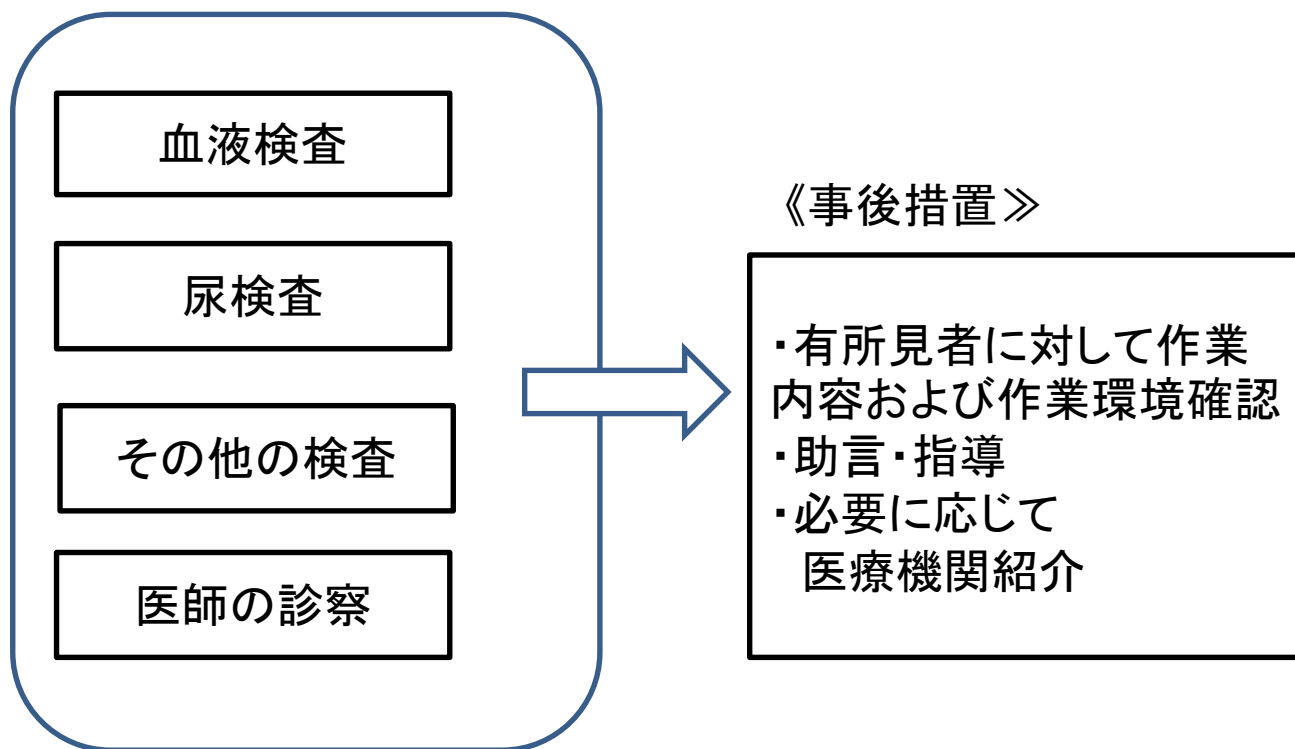 血液検査
尿検査
その他の検査
医師の診察
《事後措置≫
・有所見者に対して作業
内容および作業環境確認
・助言・指導
・必要に応じて
医療機関紹介